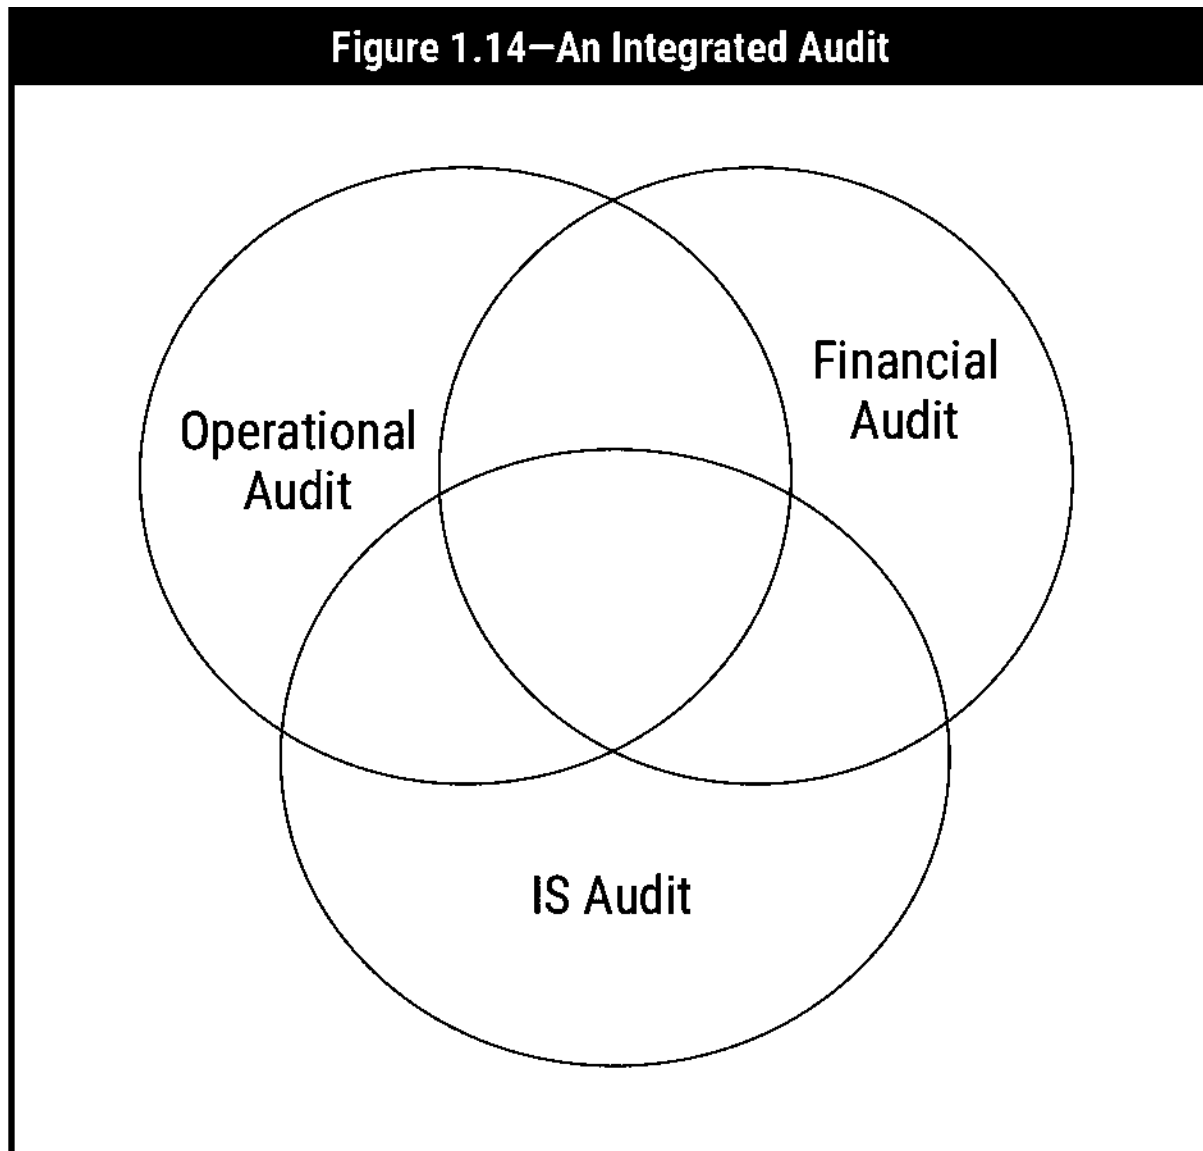 Figure 1.14—An Integrated Audit
Financial
Audit
Operational
Audit
IS Audit